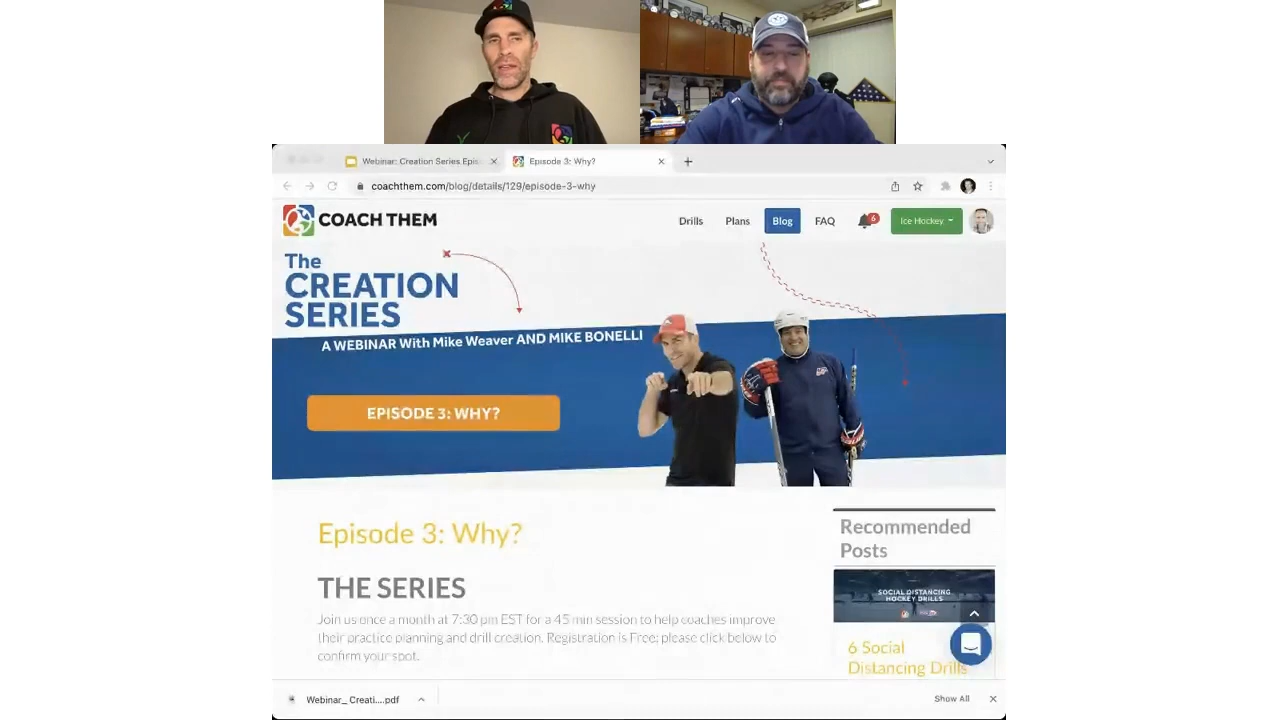 Webinar: Creation Series Epis
Episode 3: Why?
coachthem.com/blog/details/129/episode-3-why
COACH THEM
Drills
Plans
Blog
FAQ
6
Ice Hockey
The
CREATION
SERIES
A WEBINAR With Mike Weaver AND MIKE BONELLI
EPISODE 3: WHY?
Episode 3: Why?
THE SERIES
Join us once a month at 7:30 pm EST for a 45 min session to help coaches improve
their practice planning and drill creation. Registration is Free; please click below to
confirm your spot.
Recommended
Posts
SOCIAL DISTANCING
HOCKEY DRILLS
6 Social
Distancing Drills
Webinar_ Creati....pdf
Show All